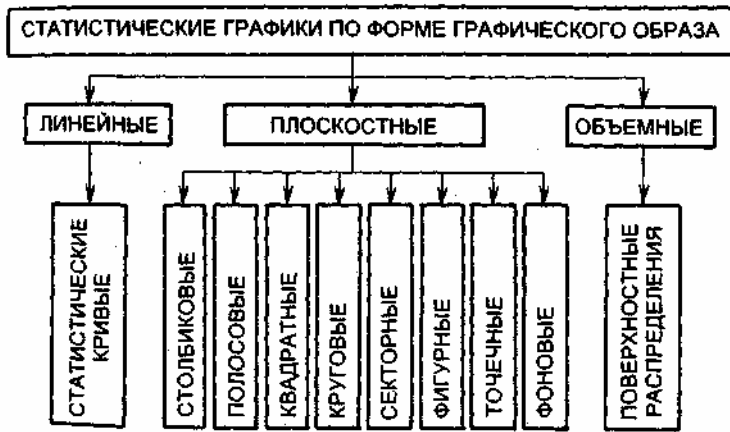 СТАТИСТИЧЕСКИЕ ГРАФИКИ ПО ФОРМЕ ГРАФИЧЕСКОГО ОБРАЗА
ЛИНЕЙНЫЕ
ПЛОСКОСТНЫЕ
ОБЪЕМНЫЕ
СТАТИСТИЧЕСКИЕ
КРИВЫЕ
СТОЛБИКОВЫЕ
ПОЛОСОВЫЕ
КВАДРАТНЫЕ
КРУГОВЫЕ
СЕКТОРНЫЕ
ФИГУРНЫЕ
ТОЧЕЧНЫЕ
ФОНОВЫЕ
ПОВЕРХНОСТНЫЕ
РАСПРЕДЕЛЕНИЯ